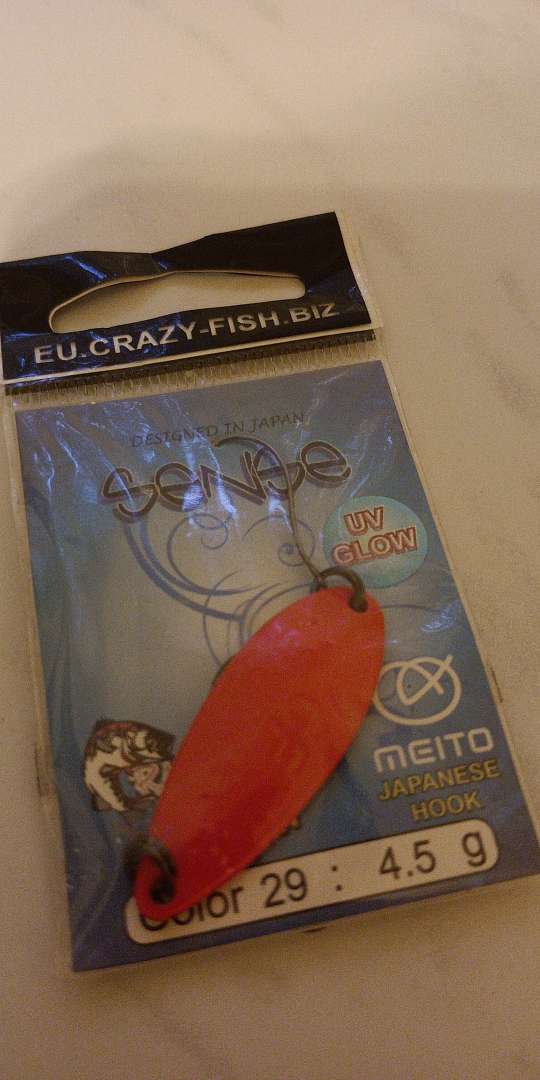 EU.CRAZY-FISH.BIZ
DESIGNED IN JAPAN
SENSE
UV
GLOW
MEITO
JAPANESE
HOOK
Color 29 : 4.5 g